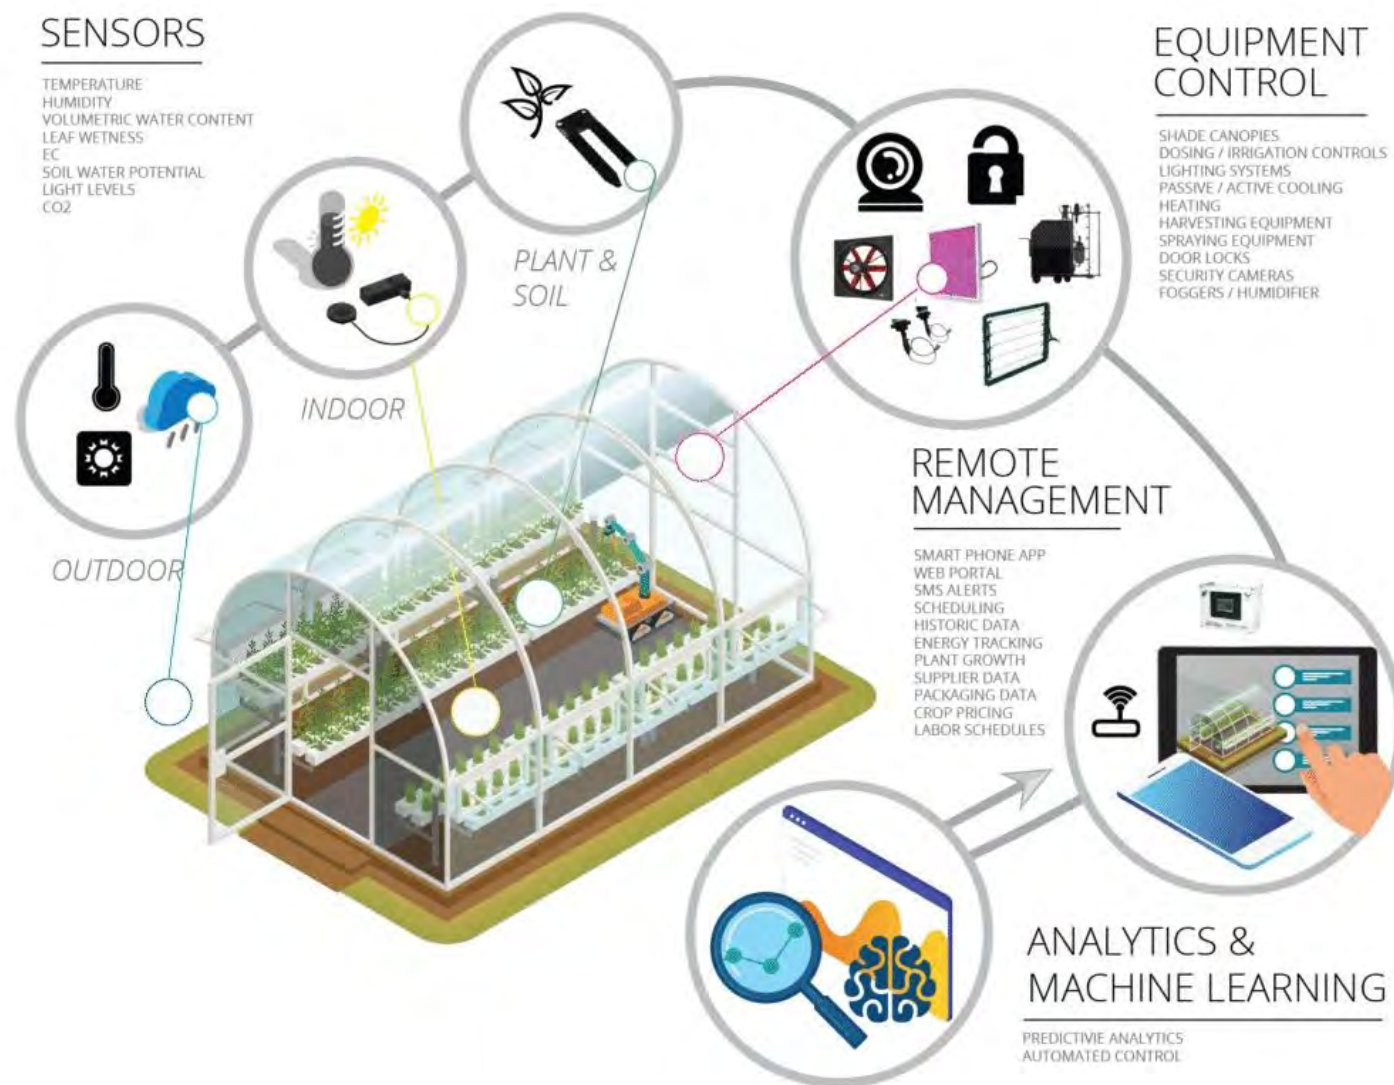 SENSORS
TEMPERATURE
HUMIDITY
VOLUMETRIC WATER CONTENT
LEAF WETNESS
EC
SOIL WATER POTENTIAL
LIGHT LEVELS
CO2
OUTDOOR
INDOOR
PLANT &
SOIL
EQUIPMENT
CONTROL
SHADE CANOPIES
DOSING / IRRIGATION CONTROLS
LIGHTING SYSTEMS
PASSIVE / ACTIVE COOLING
HEATING
HARVESTING EQUIPMENT
SPRAYING EQUIPMENT
DOOR LOCKS
SECURITY CAMERAS
FOGGERS / HUMIDIFIER
REMOTE
MANAGEMENT
SMART PHONE APP
WEB PORTAL
SMS ALERTS
SCHEDULING
HISTORIC DATA
ENERGY TRACKING
PLANT GROWTH
SUPPLIER DATA
PACKAGING DATA
CROP PRICING
LABOR SCHEDULES
ANALYTICS &
MACHINE LEARNING
PREDICTIVIE ANALYTICS
AUTOMATED CONTROL